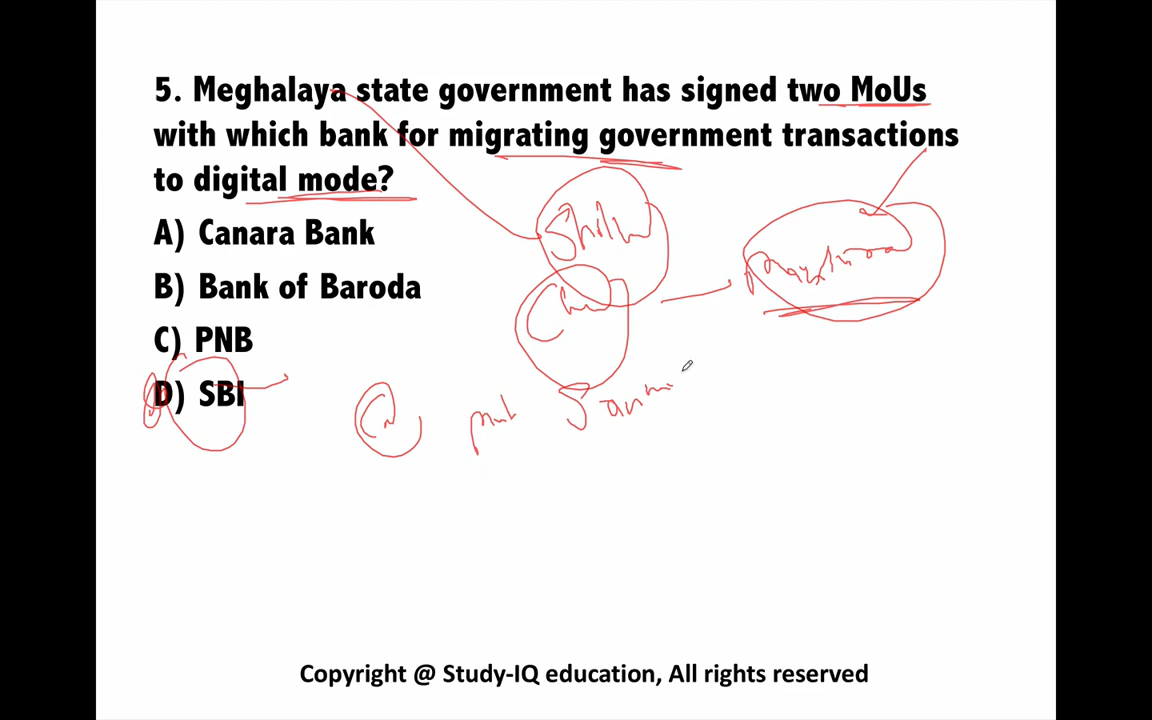 5. Meghalaya state government has signed two MoUs
with which bank for migrating government transactions
to digital mode?
A) Canara Bank
B) Bank of Baroda
C) PNB
D) SBI
Copyright @ Study-IQ education, All rights reserved